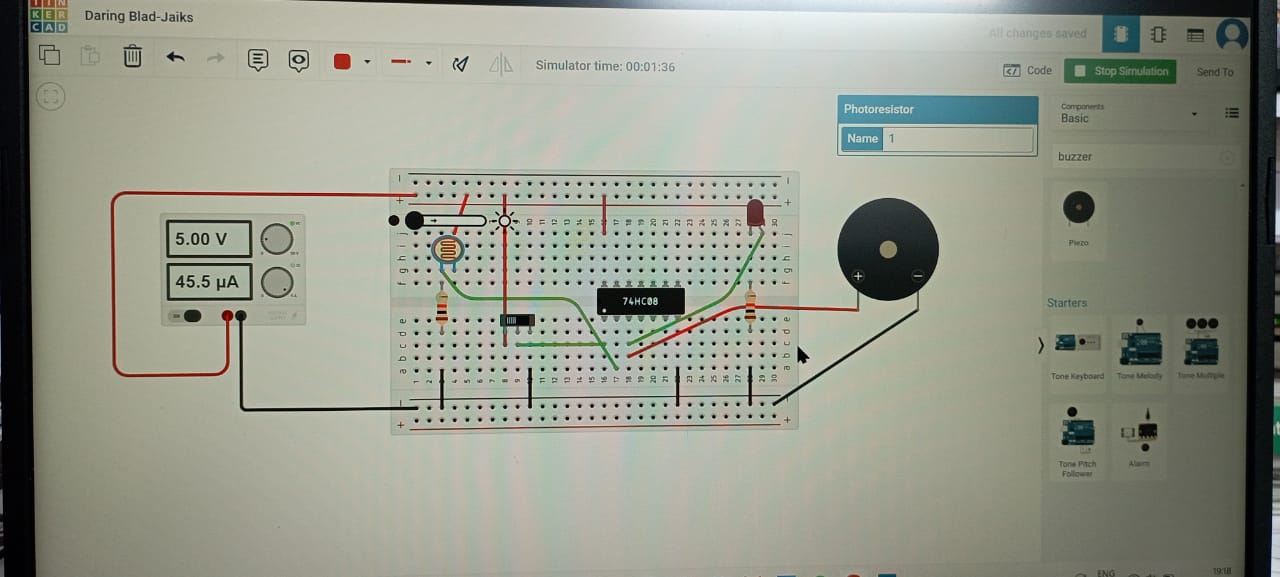 TIN
KER
CAD
Daring Blad-Jaiks
All changes saved
Simulator time: 00:01:36
Code
Stop Simulation
Send To
Photoresistor
Name 1
Components
Basic
buzzer
Piezo
Starters
Tone Keyboard
Tone Melody
Tone Multiple
Tone Pitch
Follower
Alarm
5.00 V
45.5 µA
74HC08
ENG
19:18